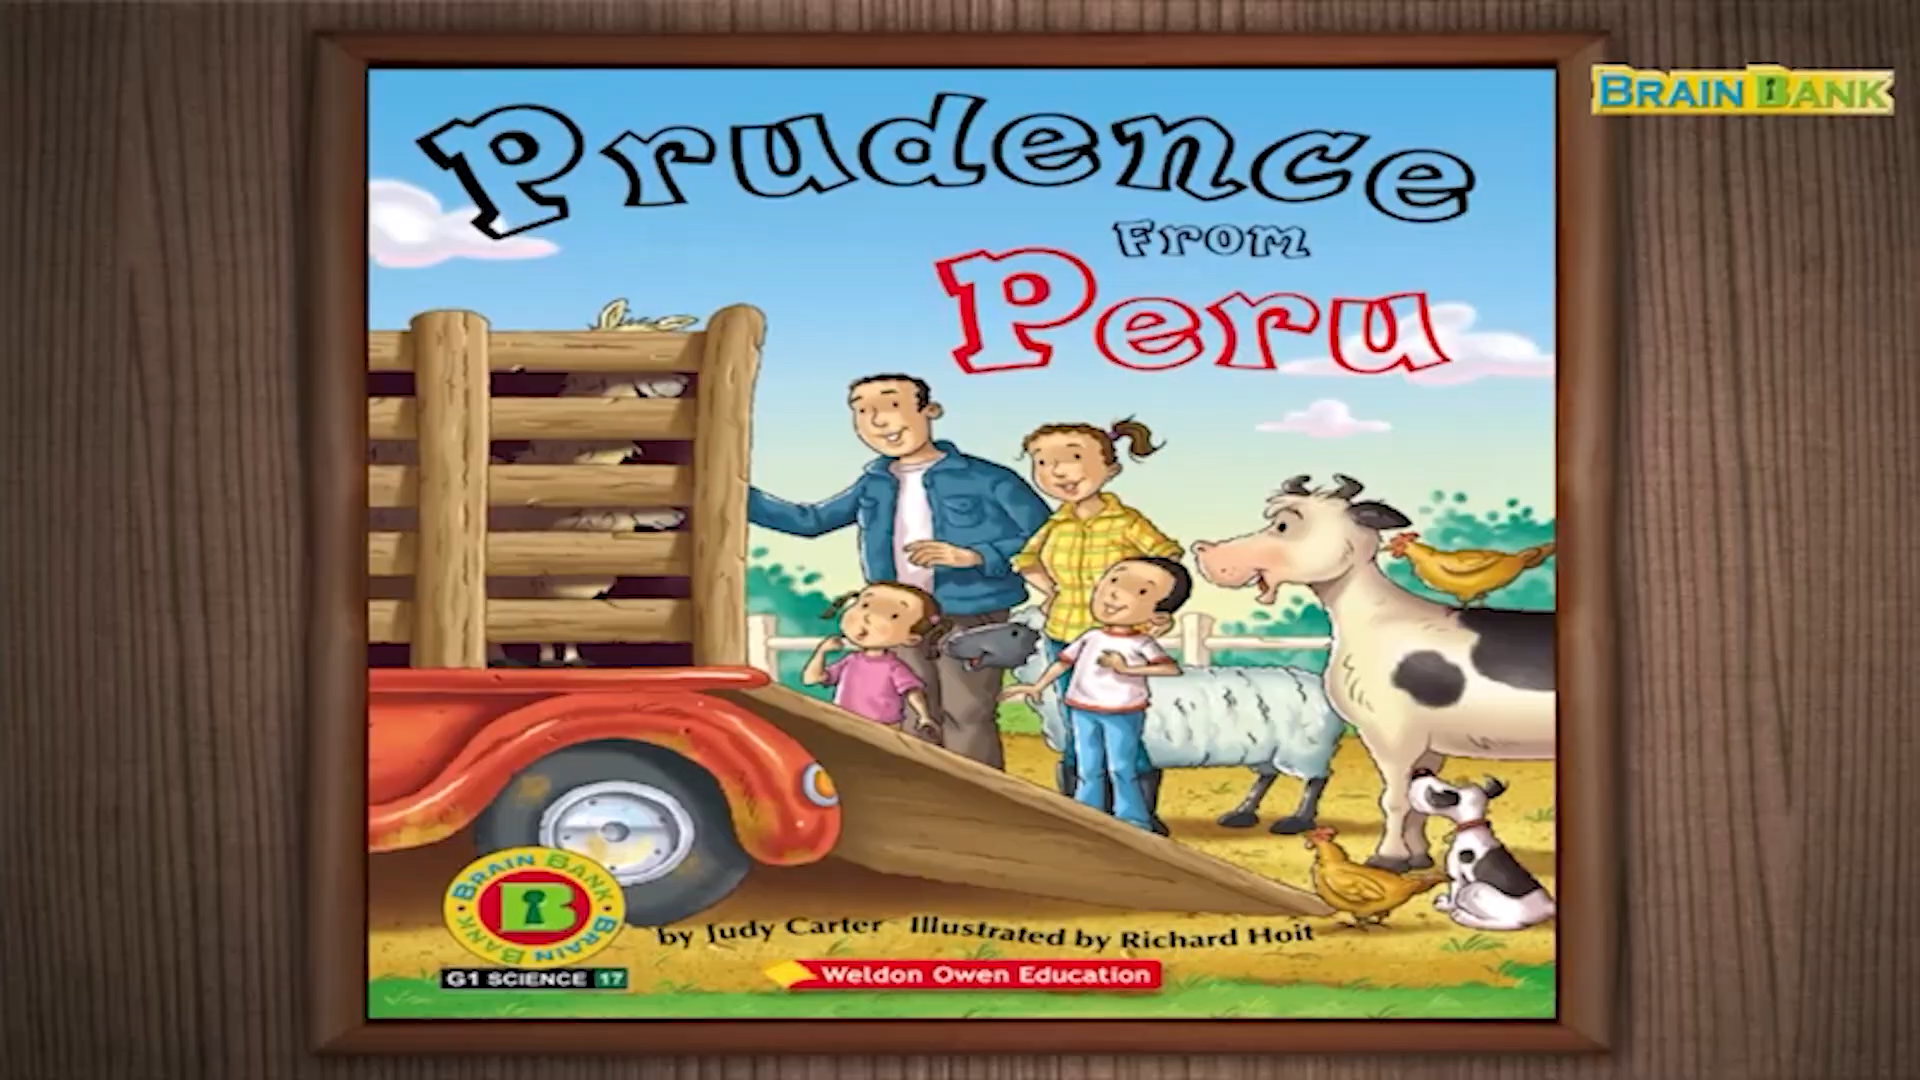 BRAIN BANK
Prudence
From
Peru
BRAIN BANK
B
BRAIN BANK
by Judy Carter Illustrated by Richard Hoit
G1 SCIENCE 17
Weldon Owen Education